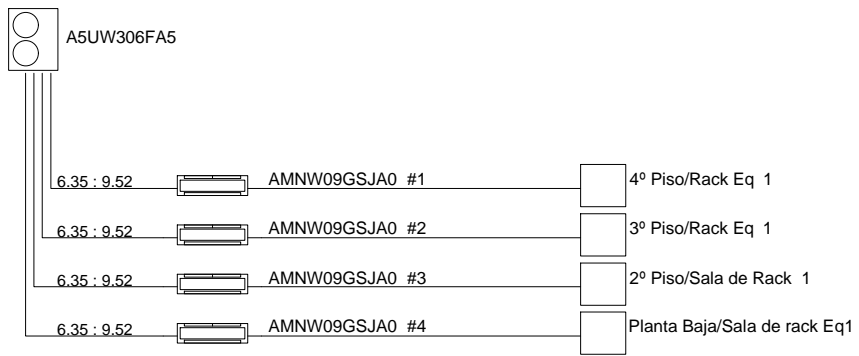 A5UW306FA5
6.35 : 9.52 AMNW09GSJA0 #1 4º Piso/Rack Eq 1
6.35 : 9.52 AMNW09GSJA0 #2 3º Piso/Rack Eq 1
6.35 : 9.52 AMNW09GSJA0 #3 2º Piso/Sala de Rack 1
6.35 : 9.52 AMNW09GSJA0 #4 Planta Baja/Sala de rack Eq1